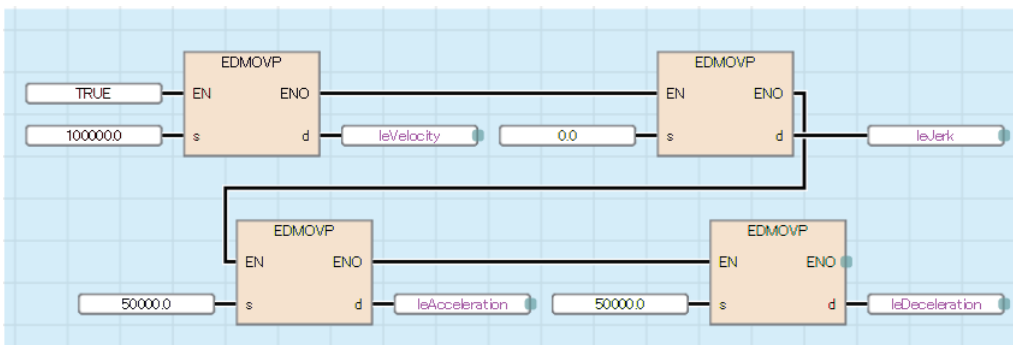 EDMOVP EDMOVP
TRUE EN ENO EN ENO
100000.0 s d leVelocity 0.0 s d leJerk
EDMOVP EDMOVP
EN ENO EN ENO
50000.0 s d leAcceleration 50000.0 s d leDeceleration